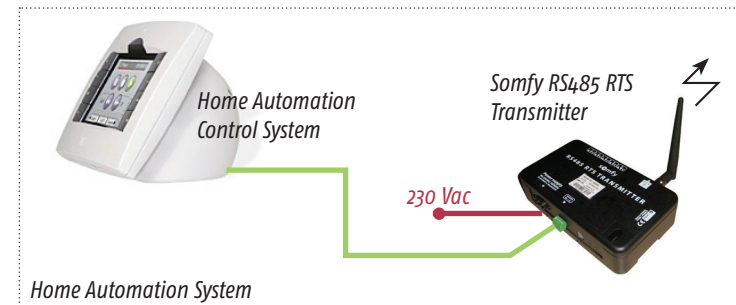 Home Automation
Control System
Somfy RS485 RTS
Transmitter
somfy
RS485 RTS TRANSMITTER
230 Vac
Home Automation System